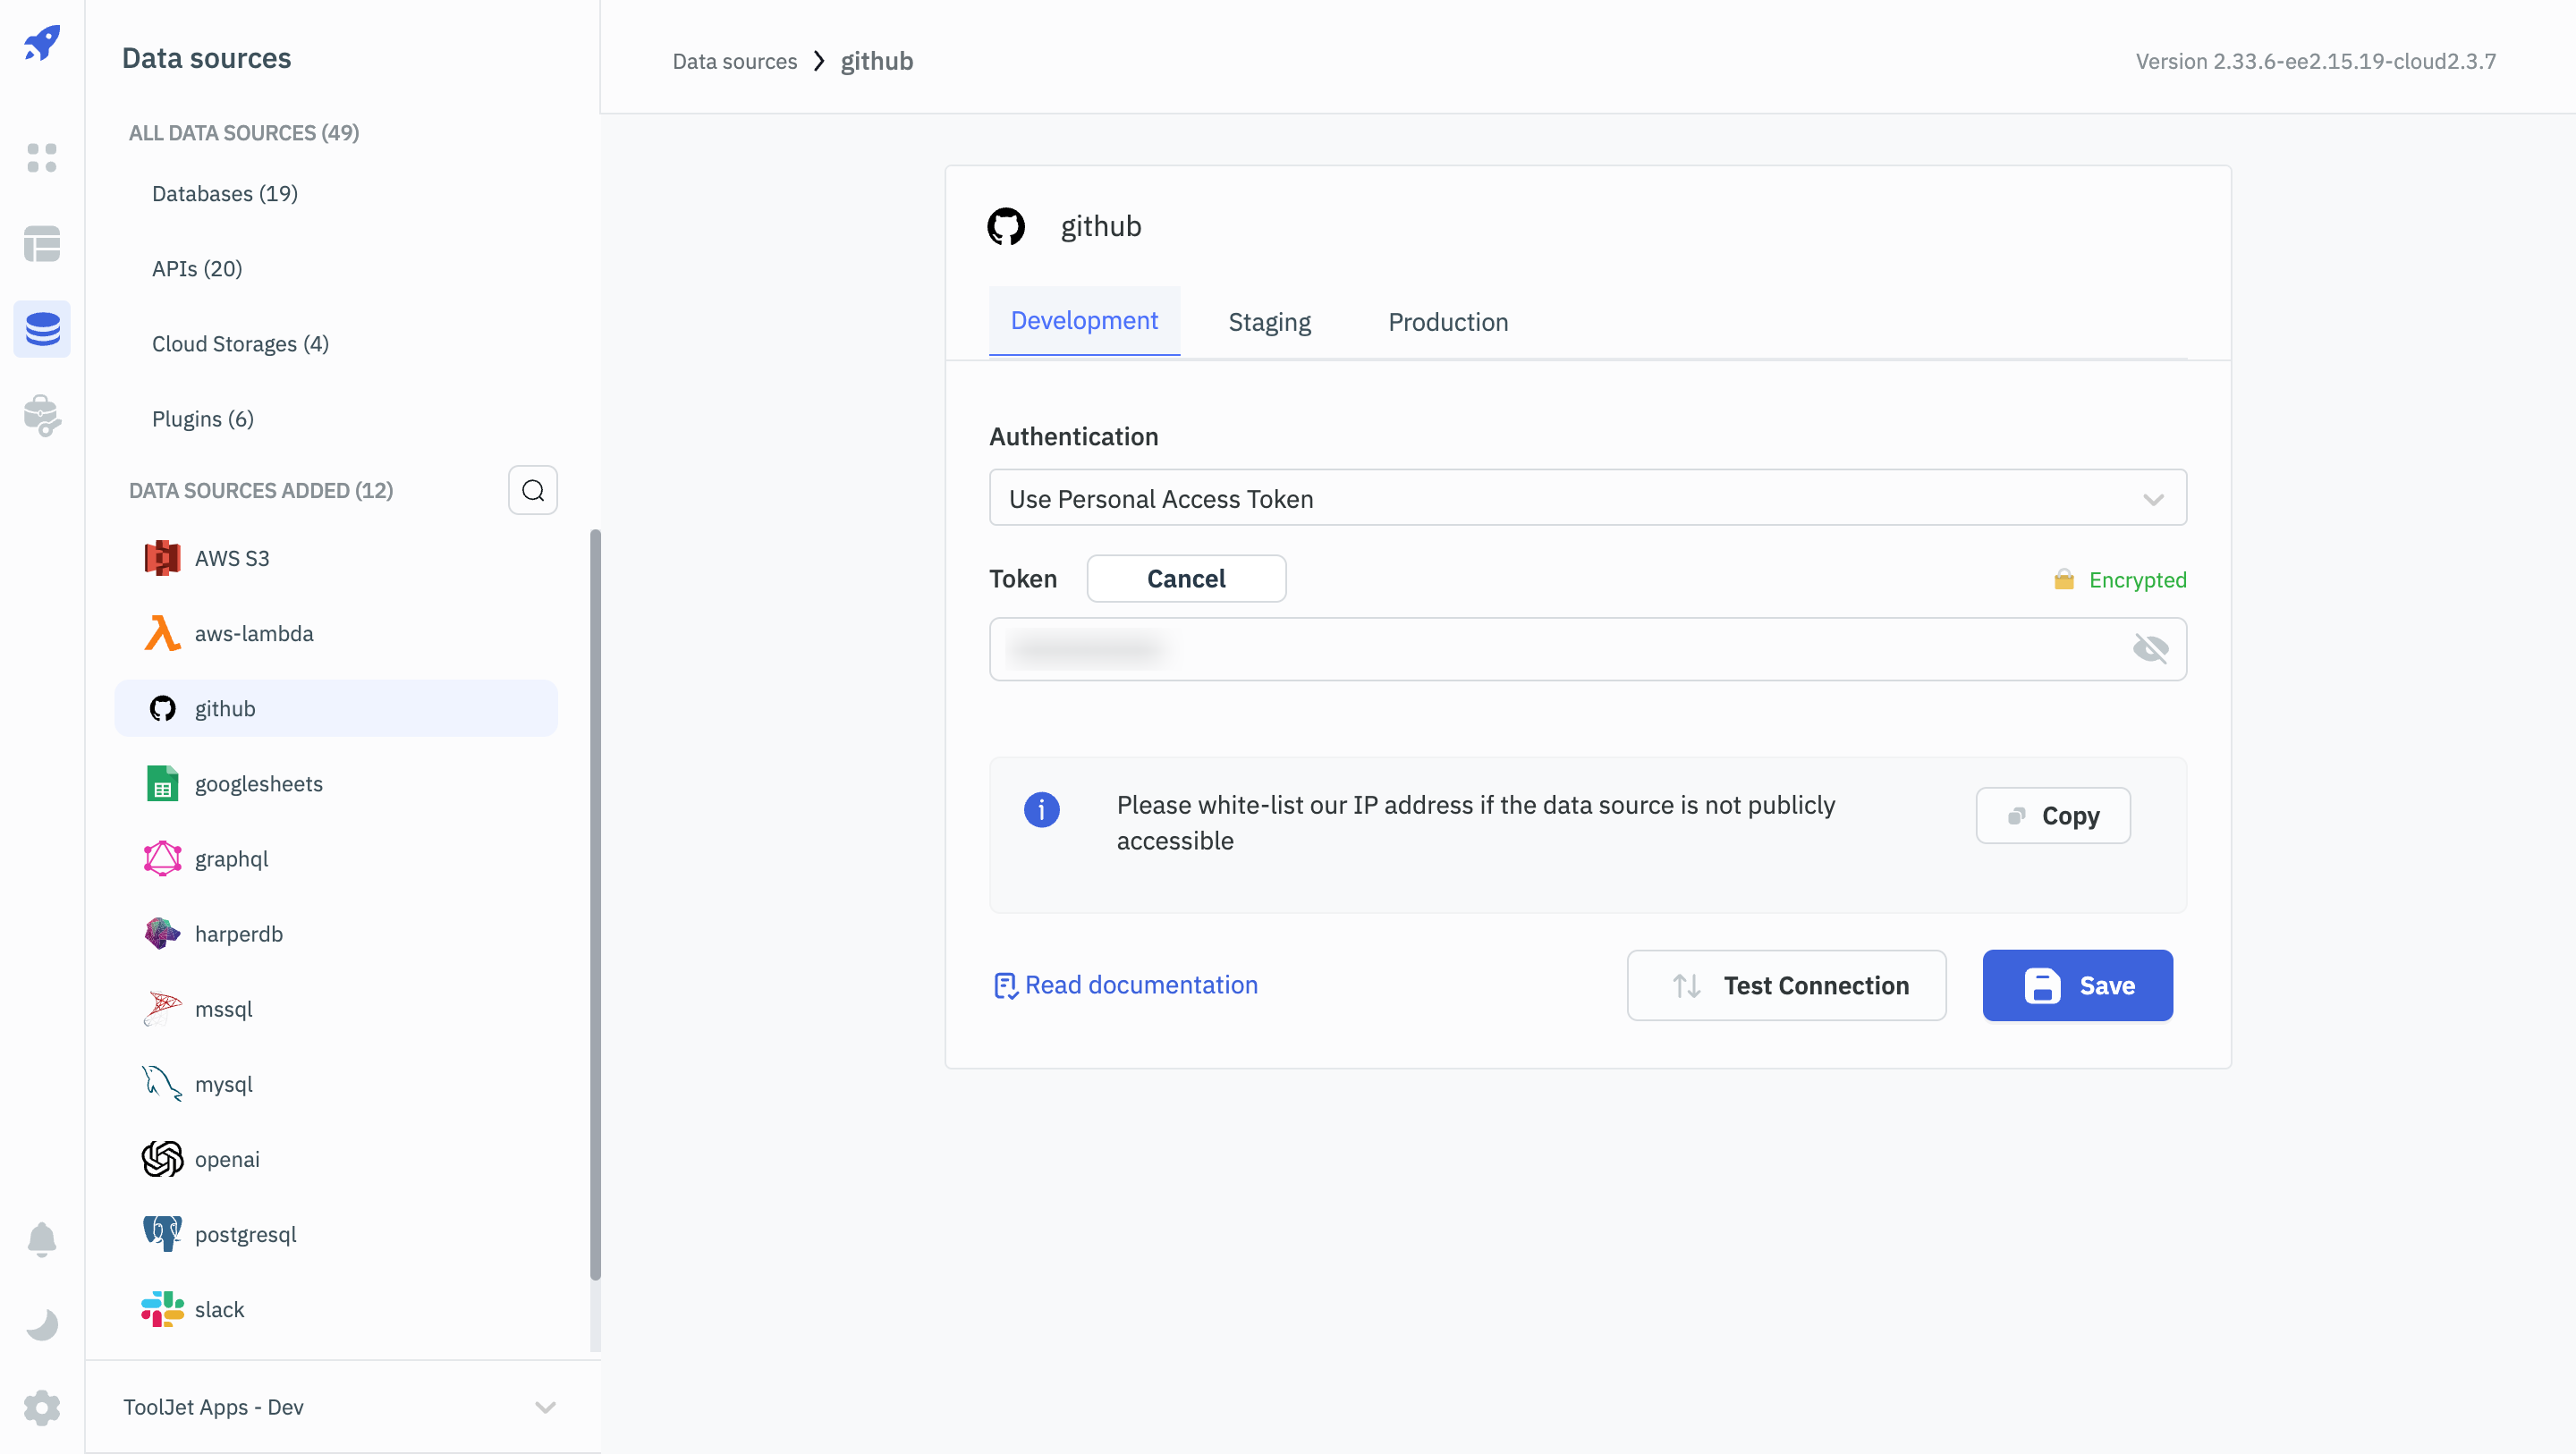 Data sources
ALL DATA SOURCES (49)
Databases (19)
APIs (20)
Cloud Storages (4)
Plugins (6)
DATA SOURCES ADDED (12)
AWS S3
aws-lambda
github
googlesheets
graphql
harperdb
mssql
mysql
openai
postgresql
slack
ToolJet Apps - Dev
Data sources
github
Version 2.33.6-ee2.15.19-cloud2.3.7
github
Development
Staging
Production
Authentication
Use Personal Access Token
Token
Cancel
Encrypted
Please white-list our IP address if the data source is not publicly
accessible
Copy
Read documentation
Test Connection
Save